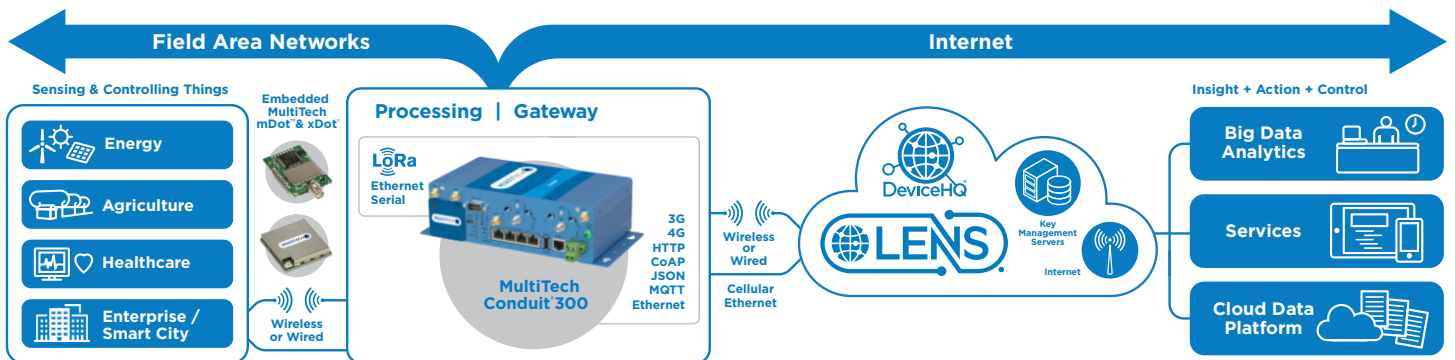 Field Area Networks
Internet
Sensing & Controlling Things
Energy
Agriculture
Healthcare
Enterprise /
Smart City
Embedded
MultiTech
mDot™ & xDot®
Wireless
or Wired
Processing | Gateway
LoRa
Ethernet
Serial
MULTITECH
MultiTech
Conduit® 300
3G
4G
HTTP
CoAP
JSON
MQTT
Ethernet
Wireless
or
Wired
Cellular
Ethernet
DeviceHQ®
LENS®
Key
Management
Servers
Internet
Insight + Action + Control
Big Data
Analytics
Services
Cloud Data
Platform